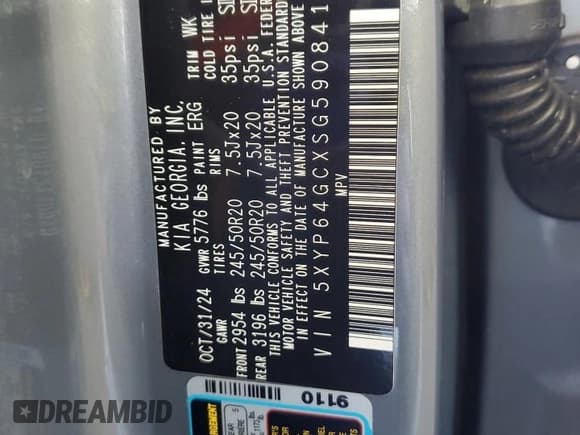 MANUFACTURED BY
KIA GEORGIA, INC.
OCT/31/24 GVWR 5776 lbs PAINT ERG TRIM WK
GAWR TIRES RIMS COLD TIRE
FRONT 2954 lbs 245/50R20 7.5Jx20 35psi
REAR 3196 lbs 245/50R20 7.5Jx20 35psi
THIS VEHICLE CONFORMS TO ALL APPLICABLE U.S.A. FEDERAL
MOTOR VEHICLE SAFETY AND THEFT PREVENTION STANDARD
IN EFFECT ON THE DATE OF MANUFACTURE SHOWN ABOVE
VIN 5XYP64GCXSG590841
MPV
9110
REAR 5
DREAMBID